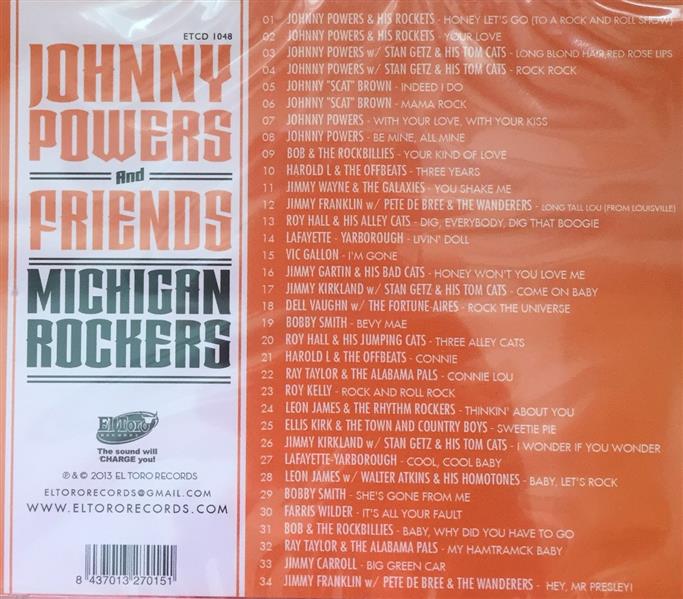 ETCD 1048
JOHNNY
POWERS
And
FRIENDS
MICHIGAN
ROCKERS
El Toro
RECORDS
The sound will
CHARGE you!
℗ & © 2013 EL TORO RECORDS
ELTORORECORDS@GMAIL.COM
WWW.ELTORORECORDS.COM
8 437013 270151
01 JOHNNY POWERS & HIS ROCKETS - HONEY LET'S GO (TO A ROCK AND ROLL SHOW)
02 JOHNNY POWERS & HIS ROCKETS - YOUR LOVE
03 JOHNNY POWERS w/ STAN GETZ & HIS TOM CATS - LONG BLOND HAIR,RED ROSE LIPS
04 JOHNNY POWERS w/ STAN GETZ & HIS TOM CATS - ROCK ROCK
05 JOHNNY "SCAT" BROWN - INDEED I DO
06 JOHNNY "SCAT" BROWN - MAMA ROCK
07 JOHNNY POWERS - WITH YOUR LOVE, WITH YOUR KISS
08 JOHNNY POWERS - BE MINE, ALL MINE
09 BOB & THE ROCKBILLIES - YOUR KIND OF LOVE
10 HAROLD L & THE OFFBEATS - THREE YEARS
11 JIMMY WAYNE & THE GALAXIES - YOU SHAKE ME
12 JIMMY FRANKLIN w/ PETE DE BREE & THE WANDERERS - LONG TALL LOU (FROM LOUISVILLE)
13 ROY HALL & HIS ALLEY CATS - DIG, EVERYBODY, DIG THAT BOOGIE
14 LAFAYETTE - YARBOROUGH - LIVIN' DOLL
15 VIC GALLON - I'M GONE
16 JIMMY GARTIN & HIS BAD CATS - HONEY WON'T YOU LOVE ME
17 JIMMY KIRKLAND w/ STAN GETZ & HIS TOM CATS - COME ON BABY
18 DELL VAUGHN w/ THE FORTUNE-AIRES - ROCK THE UNIVERSE
19 BOBBY SMITH - BEVY MAE
20 ROY HALL & HIS JUMPING CATS - THREE ALLEY CATS
21 HAROLD L & THE OFFBEATS - CONNIE
22 RAY TAYLOR & THE ALABAMA PALS - CONNIE LOU
23 ROY KELLY - ROCK AND ROLL ROCK
24 LEON JAMES & THE RHYTHM ROCKERS - THINKIN' ABOUT YOU
25 ELLIS KIRK & THE TOWN AND COUNTRY BOYS - SWEETIE PIE
26 JIMMY KIRKLAND w/ STAN GETZ & HIS TOM CATS - I WONDER IF YOU WONDER
27 LAFAYETTE-YARBOROUGH - COOL, COOL BABY
28 LEON JAMES w/ WALTER ATKINS & HIS HOMOTONES - BABY, LET'S ROCK
29 BOBBY SMITH - SHE'S GONE FROM ME
30 FARRIS WILDER - IT'S ALL YOUR FAULT
31 BOB & THE ROCKBILLIES - BABY, WHY DID YOU HAVE TO GO
32 RAY TAYLOR & THE ALABAMA PALS - MY HAMTRAMCK BABY
33 JIMMY CARROLL - BIG GREEN CAR
34 JIMMY FRANKLIN w/ PETE DE BREE & THE WANDERERS - HEY, MR PRESLEY!